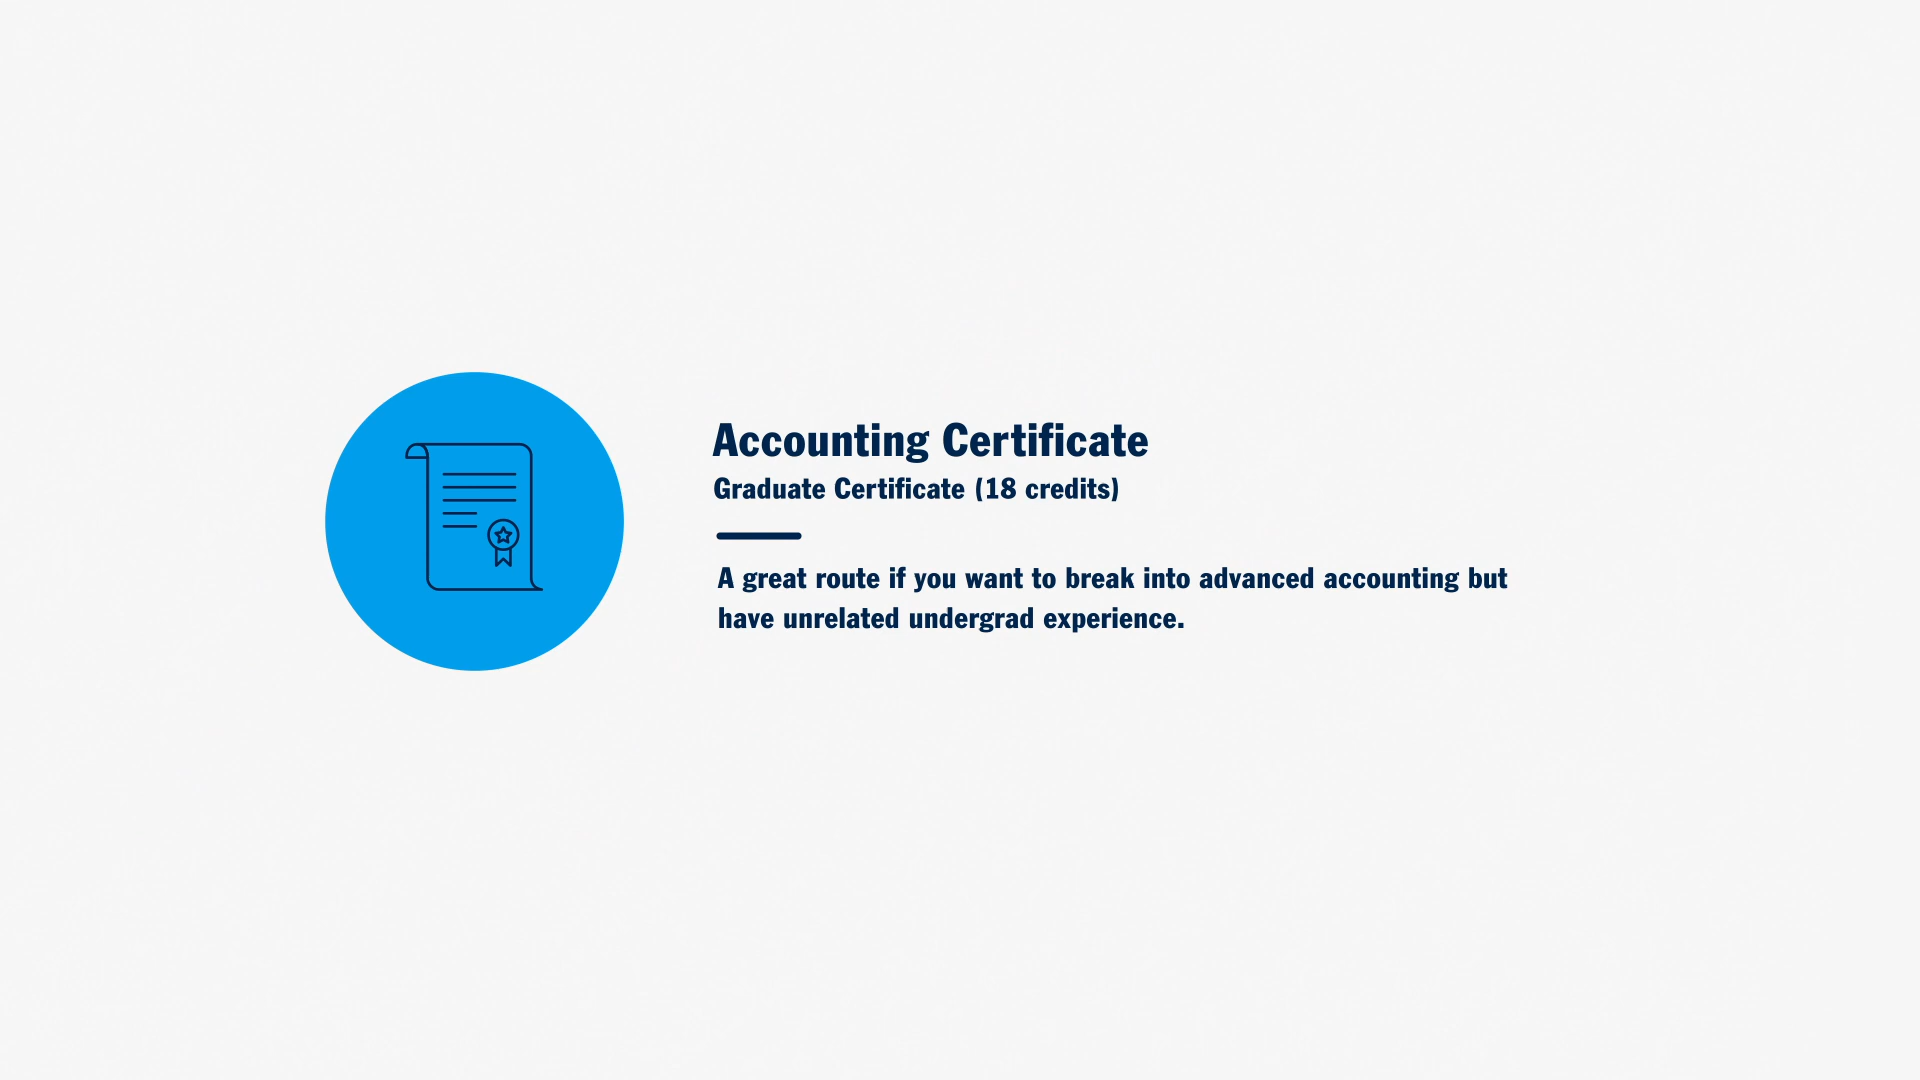 Accounting Certificate
Graduate Certificate (18 credits)
A great route if you want to break into advanced accounting but
have unrelated undergrad experience.